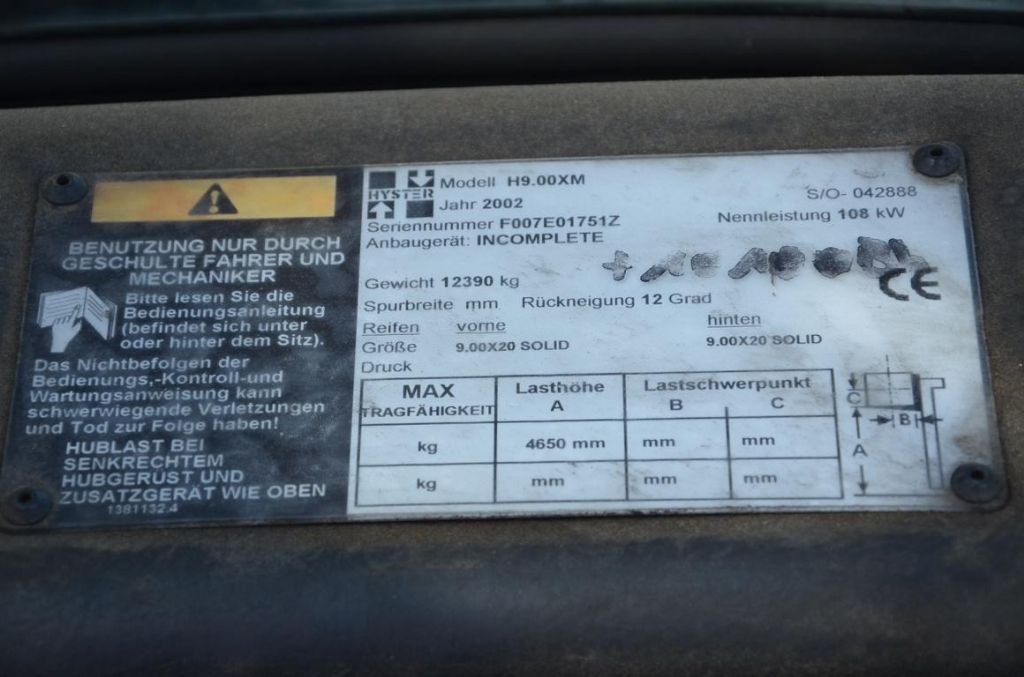 BENUTZUNG NUR DURCH
GESCHULTE FAHRER UND
MECHANIKER
Bitte lesen Sie die
Bedienungsanleitung
(befindet sich unter
oder hinter dem Sitz).
Das Nichtbefolgen der
Bedienungs,-Kontroll-und
Wartungsanweisung kann
schwerwiegende Verletzungen
und Tod zur Folge haben!
HUBLAST BEI
SENKRECHTEM
HUBGERÜST UND
ZUSATZGERÄT WIE OBEN
1381132.4
HYSTER
Modell H9.00XM
Jahr 2002
S/O- 042888
Seriennummer F007E01751Z
Nennleistung 108 kW
Anbaugerät: INCOMPLETE
Gewicht 12390 kg
CE
Spurbreite mm Rückneigung 12 Grad
Reifen vorne hinten
Größe 9.00X20 SOLID 9.00X20 SOLID
Druck
MAX TRAGFÄHIGKEIT Lasthöhe A Lastschwerpunkt B C
kg 4650 mm mm mm
kg mm mm mm
C
B
A